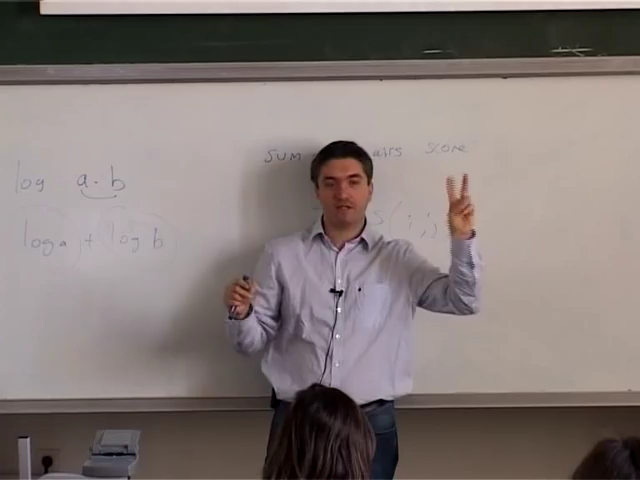 log a·b
log a + log b
SUM
SCORE
S(i,j)